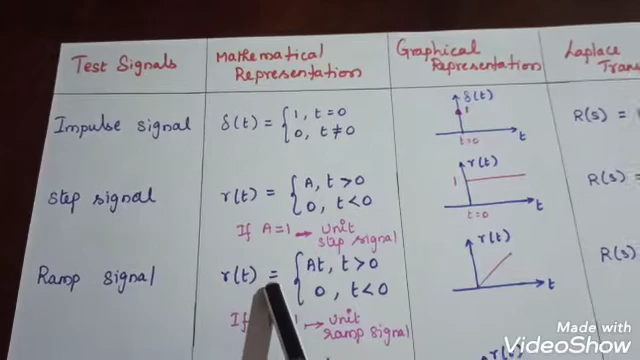 Test Signals
Mathematical
Representation
Graphical
Representation
Laplace
Impulse signal
δ(t) = { 1, t = 0
0, t ≠ 0
δ(t)
1
t=0
t
R(s) =
Step signal
r(t) = { A, t > 0
0, t < 0
If A=1 → unit
step signal
r(t)
1
t=0
t
R(s) =
Ramp signal
r(t) = { At, t > 0
0, t < 0
If 1 → unit
ramp signal
r(t)
t
R(s)
r(t)
Made with
VideoShow